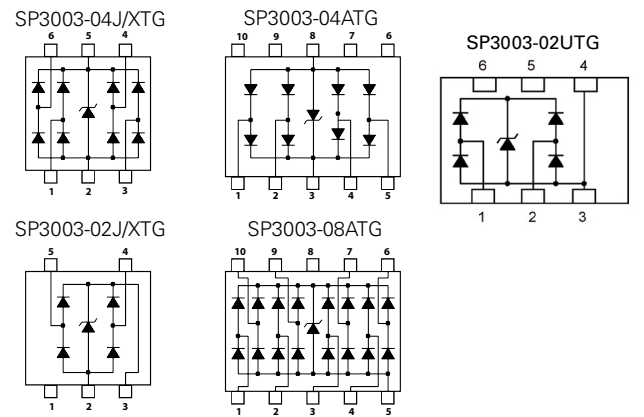 SP3003-04J/XTG
6 5 4
1 2 3
SP3003-04ATG
10 9 8 7 6
1 2 3 4 5
SP3003-02UTG
6 5 4
1 2 3
SP3003-02J/XTG
5 4
1 2 3
SP3003-08ATG
10 9 8 7 6
1 2 3 4 5